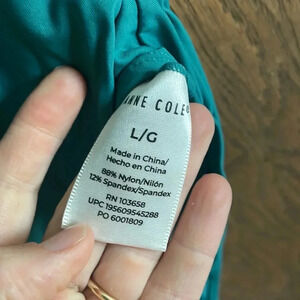 ANNE COLE®
L/G
Made in China/
Hecho en China
88% Nylon/Nilón
12% Spandex/Spandex
RN 103658
UPC 195609545288
PO 6001809